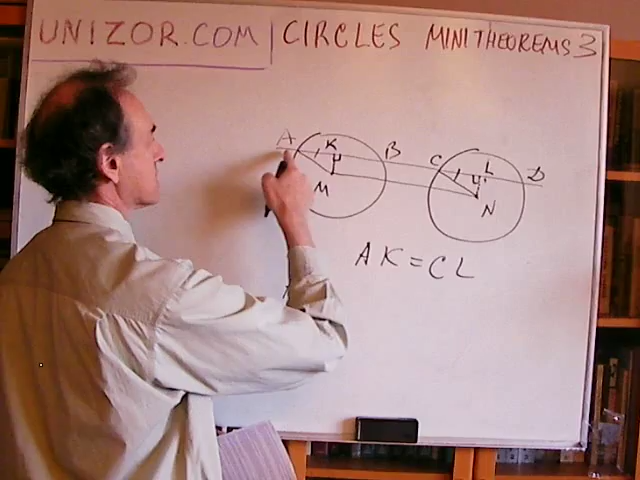 UNIZOR.COM | CIRCLES MINITHEOREMS 3
A K B C L D
M N
AK=CL